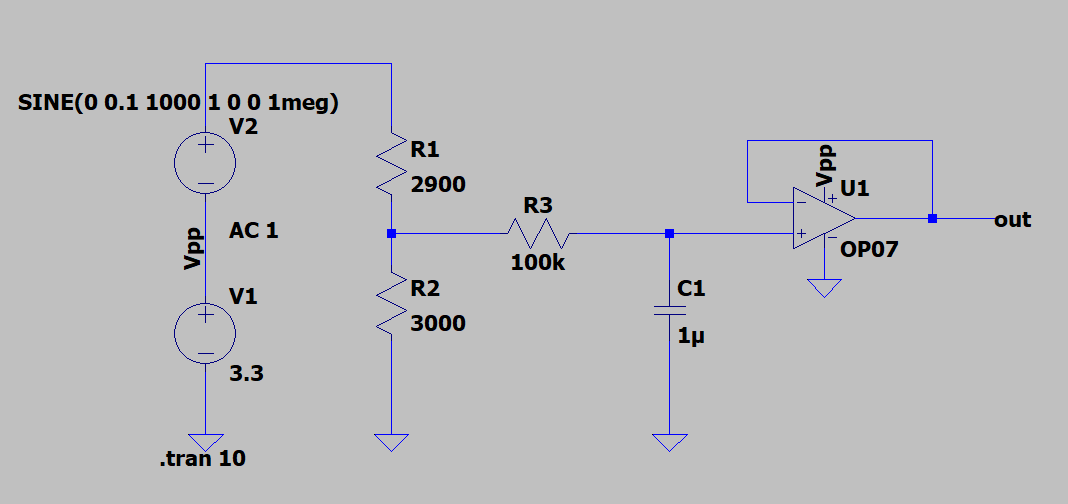 SINE(0 0.1 1000 1 0 0 1meg)
V2
AC 1
Vpp
V1
3.3
.tran 10
R1
2900
R2
3000
R3
100k
C1
1µ
Vpp
U1
OP07
out